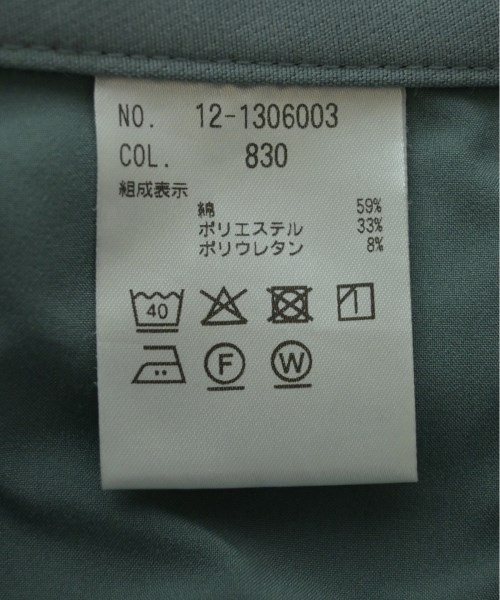 NO. 12-1306003
COL. 830
組成表示
綿 59%
ポリエステル 33%
ポリウレタン 8%
40
F W